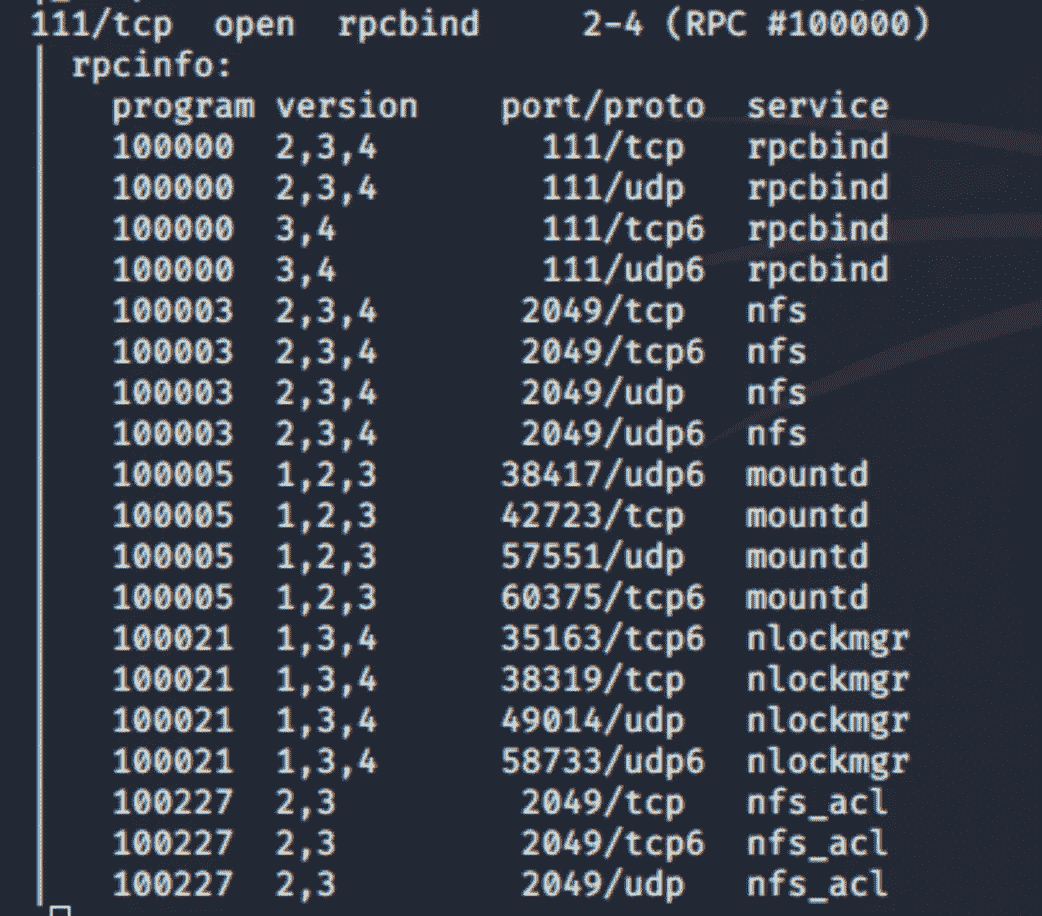 111/tcp  open  rpcbind     2-4 (RPC #100000)
| rpcinfo:
|   program version    port/proto  service
|   100000  2,3,4        111/tcp   rpcbind
|   100000  2,3,4        111/udp   rpcbind
|   100000  3,4          111/tcp6  rpcbind
|   100000  3,4          111/udp6  rpcbind
|   100003  2,3,4       2049/tcp   nfs
|   100003  2,3,4       2049/tcp6  nfs
|   100003  2,3,4       2049/udp   nfs
|   100003  2,3,4       2049/udp6  nfs
|   100005  1,2,3      38417/udp6  mountd
|   100005  1,2,3      42723/tcp   mountd
|   100005  1,2,3      57551/udp   mountd
|   100005  1,2,3      60375/tcp6  mountd
|   100021  1,3,4      35163/tcp6  nlockmgr
|   100021  1,3,4      38319/tcp   nlockmgr
|   100021  1,3,4      49014/udp   nlockmgr
|   100021  1,3,4      58733/udp6  nlockmgr
|   100227  2,3         2049/tcp   nfs_acl
|   100227  2,3         2049/tcp6  nfs_acl
|   100227  2,3         2049/udp   nfs_acl